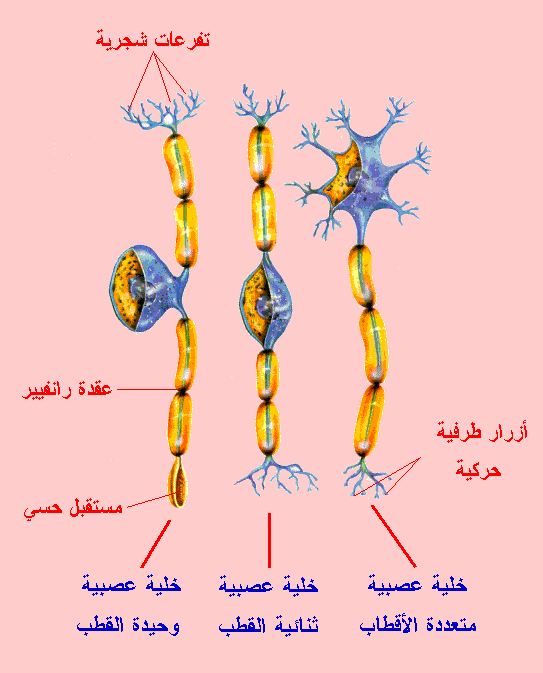 تفرعات شجرية
عقدة رانفيير
أزرار طرفية
حركية
مستقبل حسي
خلية عصبية
متعددة الأقطاب
خلية عصبية
ثنائية القطب
خلية عصبية
وحيدة القطب